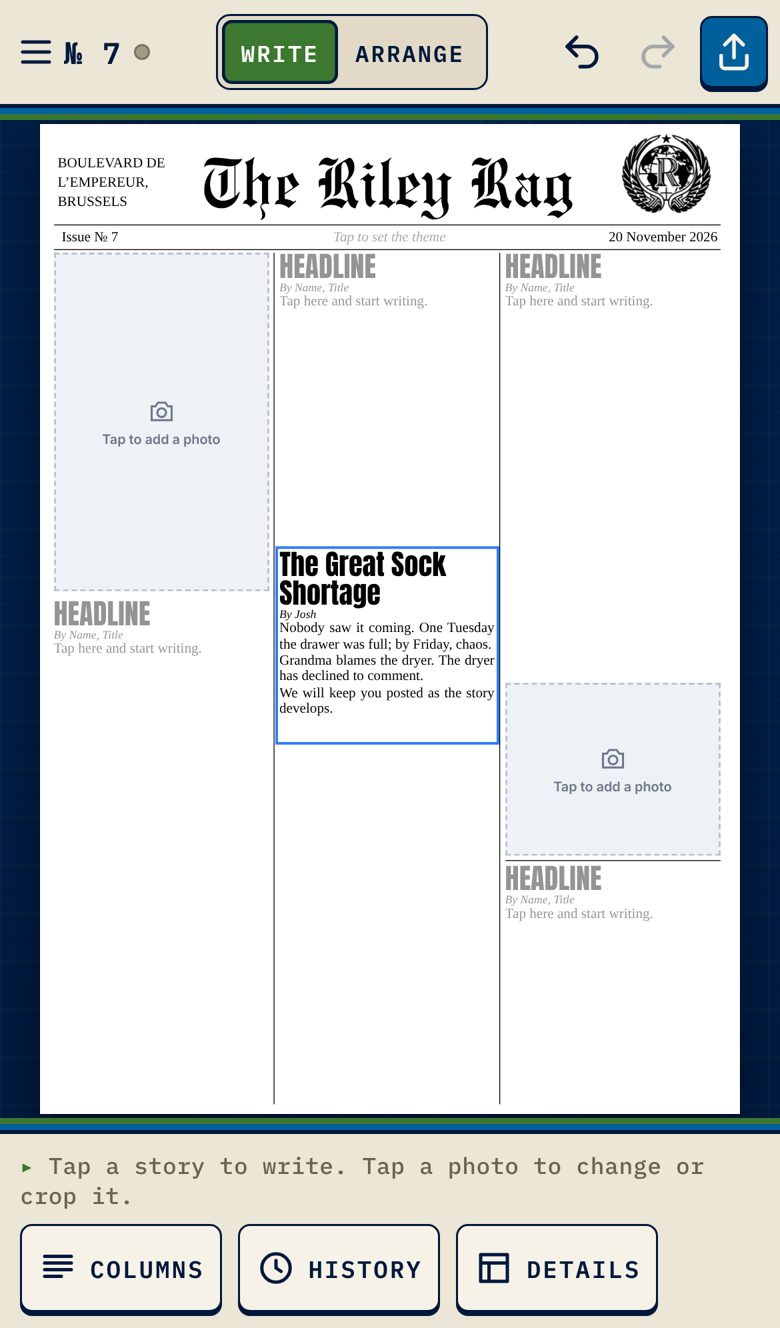 № 7
WRITE
ARRANGE
BOULEVARD DE
L’EMPEREUR,
BRUSSELS
The Riley Rag
R
Issue № 7
Tap to set the theme
20 November 2026
Tap to add a photo
HEADLINE
By Name, Title
Tap here and start writing.
HEADLINE
By Name, Title
Tap here and start writing.
The Great Sock
Shortage
By Josh
Nobody saw it coming. One Tuesday
the drawer was full; by Friday, chaos.
Grandma blames the dryer. The dryer
has declined to comment.
We will keep you posted as the story
develops.
HEADLINE
By Name, Title
Tap here and start writing.
Tap to add a photo
HEADLINE
By Name, Title
Tap here and start writing.
▸ Tap a story to write. Tap a photo to change or
crop it.
COLUMNS
HISTORY
DETAILS